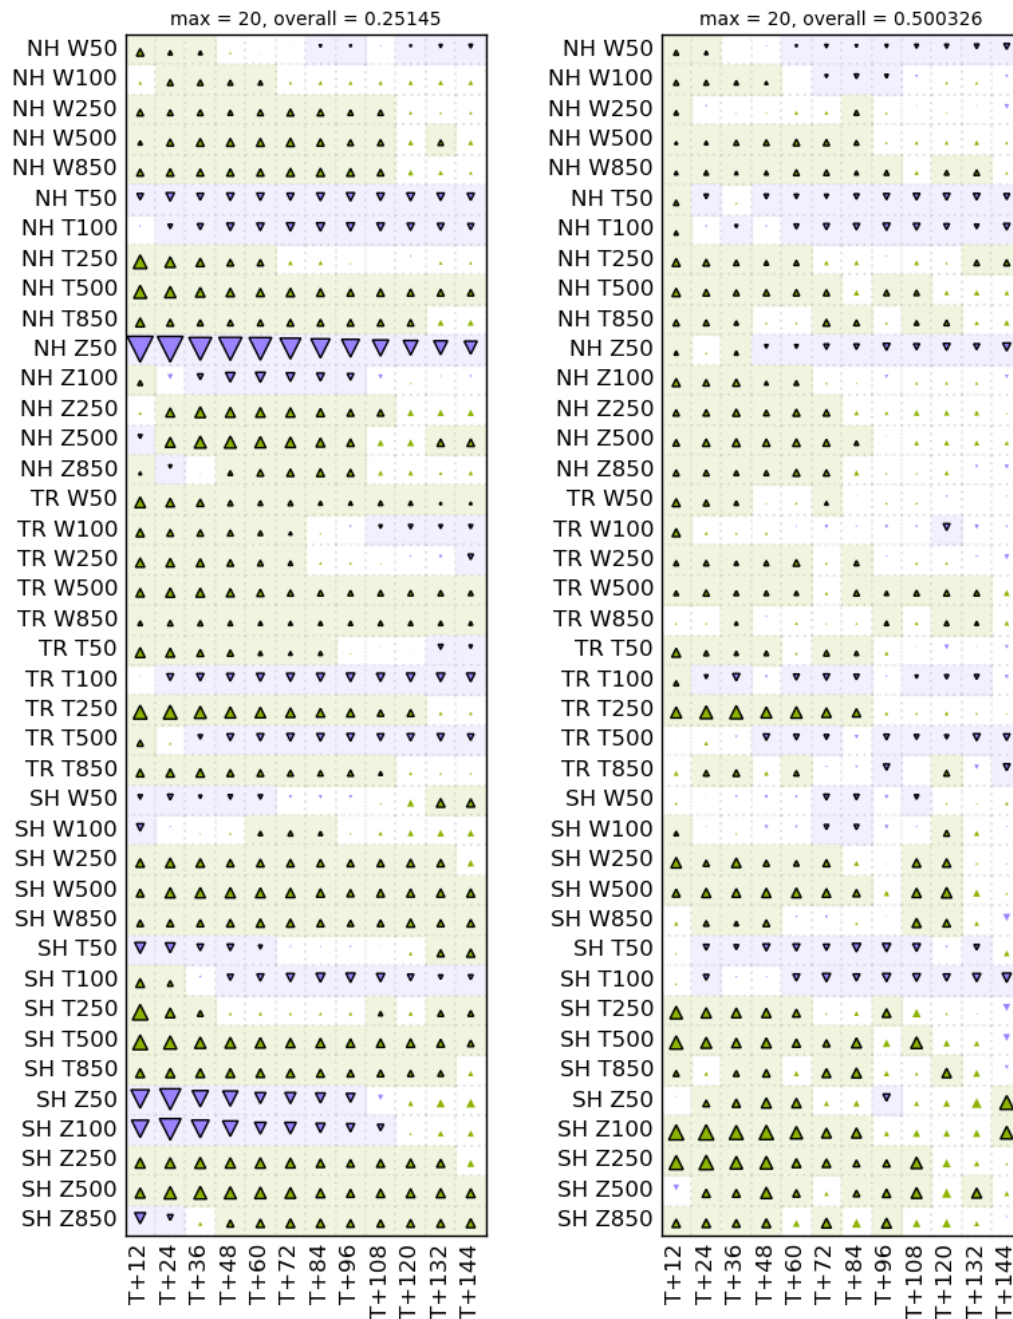 max = 20, overall = 0.25145
NH W50
NH W100
NH W250
NH W500
NH W850
NH T50
NH T100
NH T250
NH T500
NH T850
NH Z50
NH Z100
NH Z250
NH Z500
NH Z850
TR W50
TR W100
TR W250
TR W500
TR W850
TR T50
TR T100
TR T250
TR T500
TR T850
SH W50
SH W100
SH W250
SH W500
SH W850
SH T50
SH T100
SH T250
SH T500
SH T850
SH Z50
SH Z100
SH Z250
SH Z500
SH Z850
T+12
T+24
T+36
T+48
T+60
T+72
T+84
T+96
T+108
T+120
T+132
T+144
max = 20, overall = 0.500326
NH W50
NH W100
NH W250
NH W500
NH W850
NH T50
NH T100
NH T250
NH T500
NH T850
NH Z50
NH Z100
NH Z250
NH Z500
NH Z850
TR W50
TR W100
TR W250
TR W500
TR W850
TR T50
TR T100
TR T250
TR T500
TR T850
SH W50
SH W100
SH W250
SH W500
SH W850
SH T50
SH T100
SH T250
SH T500
SH T850
SH Z50
SH Z100
SH Z250
SH Z500
SH Z850
T+12
T+24
T+36
T+48
T+60
T+72
T+84
T+96
T+108
T+120
T+132
T+144